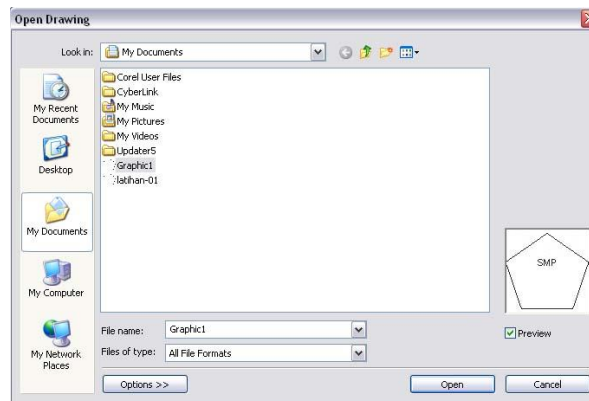 Open Drawing
Look in: My Documents
My Recent
Documents
Desktop
My Documents
My Computer
My Network
Places
Corel User Files
CyberLink
My Music
My Pictures
My Videos
Updater5
Graphic1
latihan-01
SMP
File name: Graphic1
Preview
Files of type: All File Formats
Options >> Open Cancel